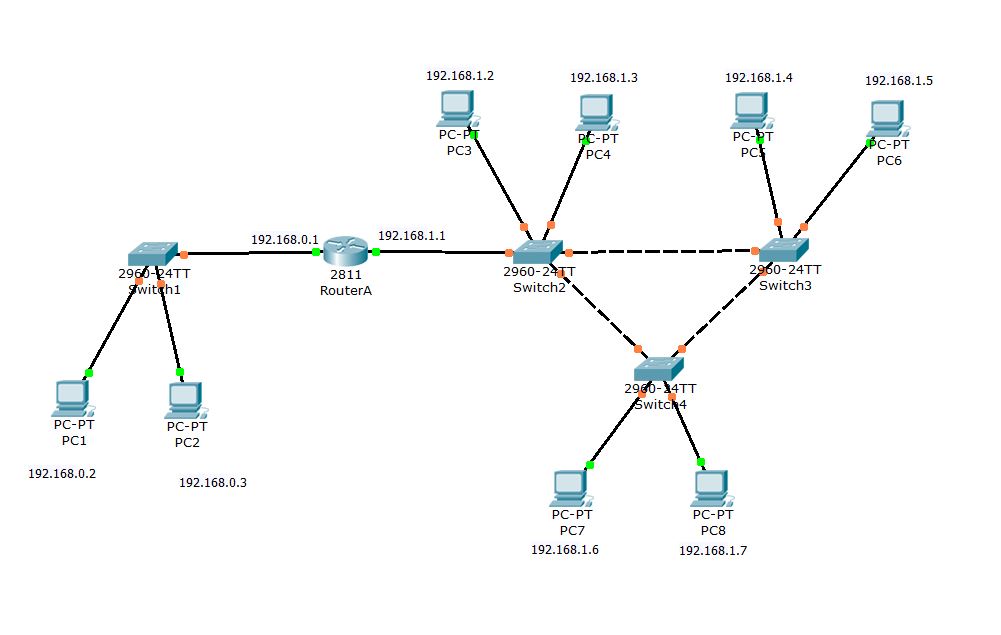 192.168.1.2
192.168.1.3
192.168.1.4
192.168.1.5
PC-PT
PC3
PC-PT
PC4
PC-PT
PC5
PC-PT
PC6
192.168.0.1
192.168.1.1
2960-24TT
Switch1
2811
RouterA
2960-24TT
Switch2
2960-24TT
Switch3
2960-24TT
Switch4
PC-PT
PC1
PC-PT
PC2
192.168.0.2
192.168.0.3
PC-PT
PC7
PC-PT
PC8
192.168.1.6
192.168.1.7